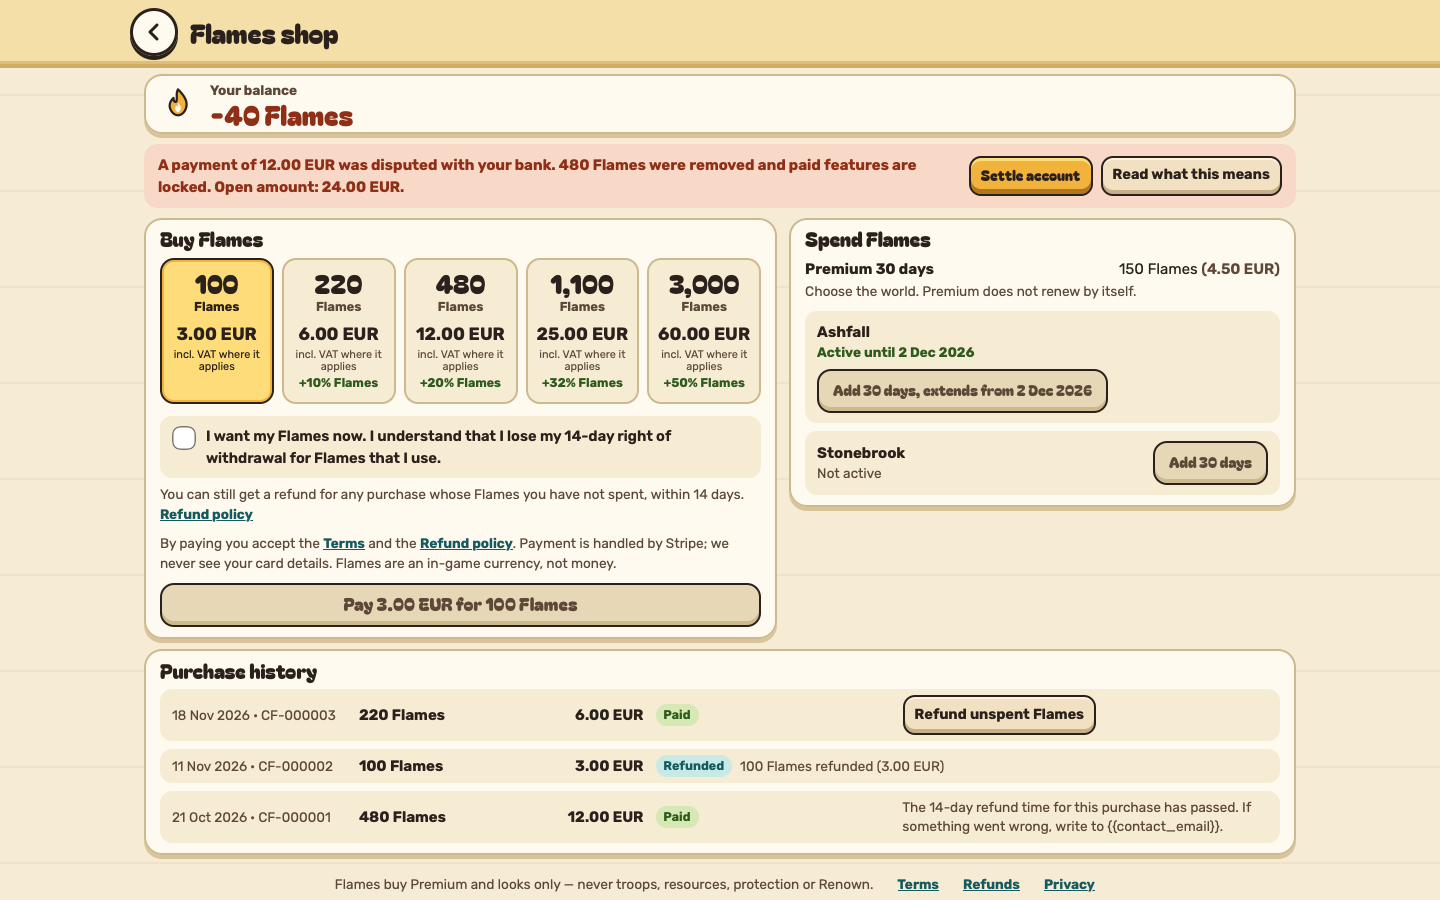 Flames shop
Your balance
-40 Flames
A payment of 12.00 EUR was disputed with your bank. 480 Flames were removed and paid features are
locked. Open amount: 24.00 EUR.
Settle account
Read what this means
Buy Flames
100
Flames
3.00 EUR
incl. VAT where it
applies
220
Flames
6.00 EUR
incl. VAT where it
applies
+10% Flames
480
Flames
12.00 EUR
incl. VAT where it
applies
+20% Flames
1,100
Flames
25.00 EUR
incl. VAT where it
applies
+32% Flames
3,000
Flames
60.00 EUR
incl. VAT where it
applies
+50% Flames
I want my Flames now. I understand that I lose my 14-day right of
withdrawal for Flames that I use.
You can still get a refund for any purchase whose Flames you have not spent, within 14 days.
Refund policy
By paying you accept the Terms and the Refund policy. Payment is handled by Stripe; we
never see your card details. Flames are an in-game currency, not money.
Pay 3.00 EUR for 100 Flames
Spend Flames
Premium 30 days
150 Flames (4.50 EUR)
Choose the world. Premium does not renew by itself.
Ashfall
Active until 2 Dec 2026
Add 30 days, extends from 2 Dec 2026
Stonebrook
Not active
Add 30 days
Purchase history
18 Nov 2026 • CF-000003 220 Flames 6.00 EUR Paid Refund unspent Flames
11 Nov 2026 • CF-000002 100 Flames 3.00 EUR Refunded 100 Flames refunded (3.00 EUR)
21 Oct 2026 • CF-000001 480 Flames 12.00 EUR Paid
The 14-day refund time for this purchase has passed. If
something went wrong, write to {{contact_email}}.
Flames buy Premium and looks only — never troops, resources, protection or Renown. Terms Refunds Privacy